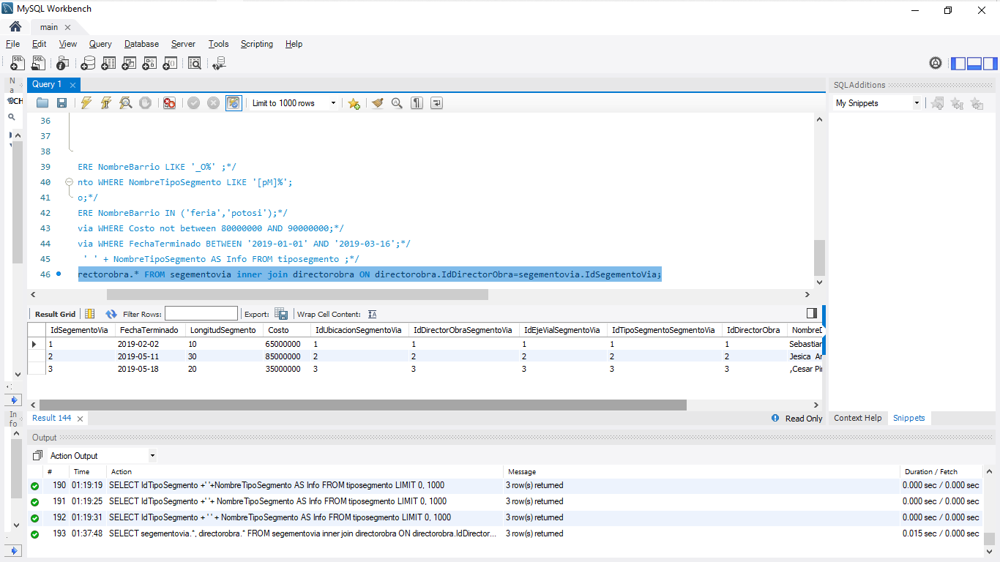 MySQL Workbench
main
File Edit View Query Database Server Tools Scripting Help
N
a
Query 1
SQLAdditions
Limit to 1000 rows
My Snippets
36
37
38
39 ERE NombreBarrio LIKE '_O%' ;*/
40 nto WHERE NombreTipoSegmento LIKE '[pM]%';
41 o;*/
42 ERE NombreBarrio IN ('feria','potosi');*/
43 via WHERE Costo not between 80000000 AND 90000000;*/
44 via WHERE FechaTerminado BETWEEN '2019-01-01' AND '2019-03-16';*/
45 ' ' + NombreTipoSegmento AS Info FROM tiposegmento ;*/
46 rectorobra.* FROM segementovia inner join directorobra ON directorobra.IdDirectorObra=segementovia.IdSegementoVia;
Result Grid Filter Rows: Export: Wrap Cell Content: IA
IdSegementoVia FechaTerminado LongitudSegmento Costo IdUbicacionSegmentoVia IdDirectorObraSegmentoVia IdEjeVialSegmentoVia IdTipoSegmentoSegmentoVia IdDirectorObra NombreD
1 2019-02-02 10 65000000 1 1 1 1 1 Sebastian
2 2019-05-11 30 85000000 2 2 2 2 2 Jesica Ar
3 2019-05-18 20 35000000 3 3 3 3 3 ,Cesar Pir
Result 144
Read Only
Context Help Snippets
In
fo
Output
Action Output
# Time Action Message Duration / Fetch
190 01:19:19 SELECT IdTipoSegmento +' '+NombreTipoSegmento AS Info FROM tiposegmento LIMIT 0, 1000 3 row(s) returned 0.000 sec / 0.000 sec
191 01:19:25 SELECT IdTipoSegmento +' '+ NombreTipoSegmento AS Info FROM tiposegmento LIMIT 0, 1000 3 row(s) returned 0.000 sec / 0.000 sec
192 01:19:31 SELECT IdTipoSegmento + ' ' + NombreTipoSegmento AS Info FROM tiposegmento LIMIT 0, 1000 3 row(s) returned 0.000 sec / 0.000 sec
193 01:37:48 SELECT segementovia.*, directorobra.* FROM segementovia inner join directorobra ON directorobra.IdDirector... 3 row(s) returned 0.015 sec / 0.000 sec